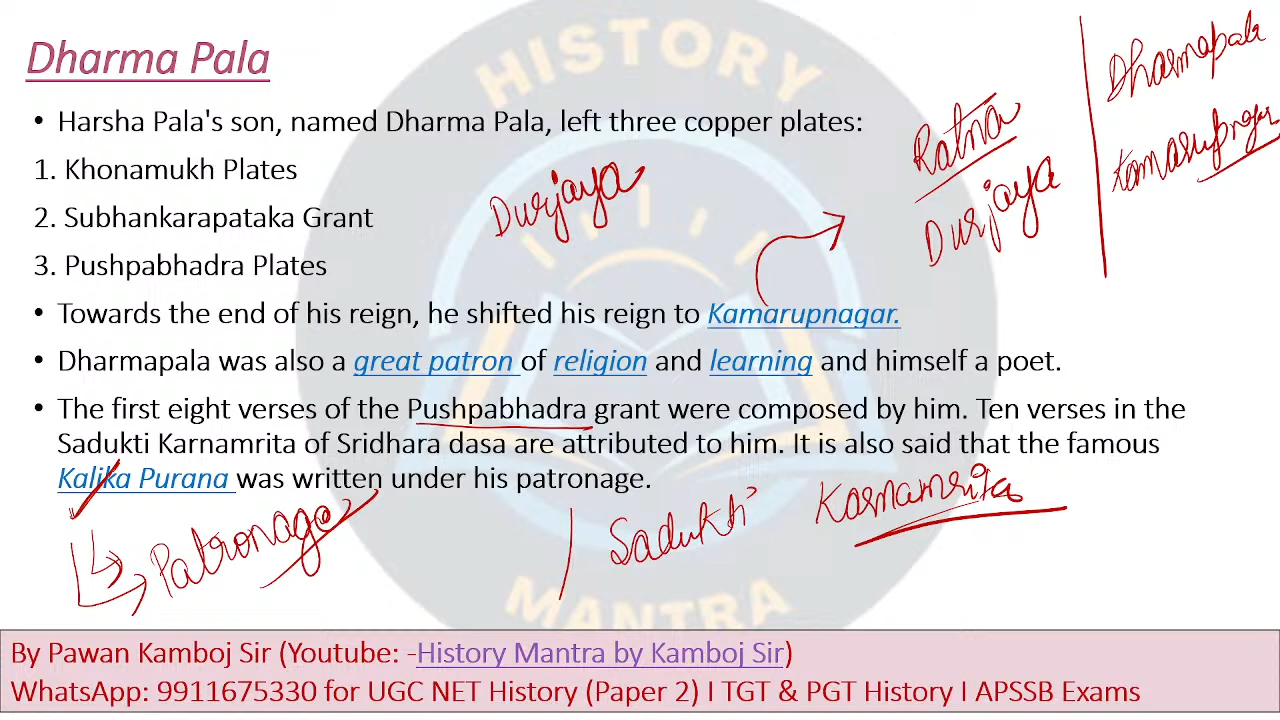 HISTORY
Dharma Pala
Dharmapala
Kamarupnagar
• Harsha Pala's son, named Dharma Pala, left three copper plates:
Ratna
Durjaya
1. Khonamukh Plates
Durjaya
2. Subhankarapataka Grant
3. Pushpabhadra Plates
• Towards the end of his reign, he shifted his reign to Kamarupnagar.
• Dharmapala was also a great patron of religion and learning and himself a poet.
• The first eight verses of the Pushpabhadra grant were composed by him. Ten verses in the
Sadukti Karnamrita of Sridhara dasa are attributed to him. It is also said that the famous
Kalika Purana was written under his patronage.
Patronage
Sadukti Karnamrita
MANTRA
By Pawan Kamboj Sir (Youtube: -History Mantra by Kamboj Sir)
WhatsApp: 9911675330 for UGC NET History (Paper 2) I TGT & PGT History I APSSB Exams